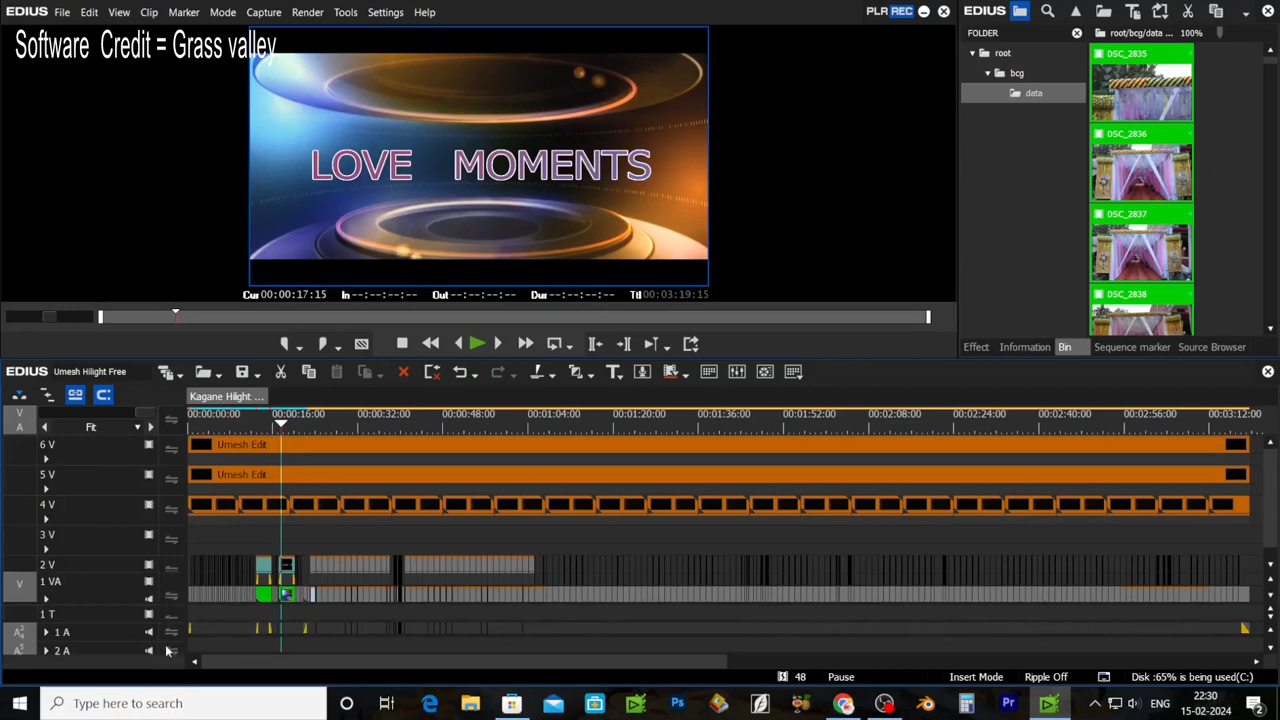 EDIUS File Edit View Clip Marker Mode Capture Render Tools Settings Help PLR REC
Software Credit = Grass valley
LOVE MOMENTS
Cur 00:00:17:15 In --:--:--:-- Out --:--:--:-- Dur --:--:--:-- Ttl 00:03:19:15
EDIUS
FOLDER
root/bcg/data ... 100%
root
bcg
data
DSC_2835
DSC_2836
DSC_2837
DSC_2838
Effect Information Bin Sequence marker Source Browser
EDIUS Umesh Hilight Free
Kagane Hilight ...
V
A
Fit
00:00:00:00 00:00:16:00 00:00:32:00 00:00:48:00 00:01:04:00 00:01:20:00 00:01:36:00 00:01:52:00 00:02:08:00 00:02:24:00 00:02:40:00 00:02:56:00 00:03:12:00
6 V Umesh Edit
5 V Umesh Edit
4 V
3 V
2 V
V 1 VA
1 T
1 A
2 A
48 Pause Insert Mode Ripple Off Disk :65% is being used(C:)
Type here to search
Ps
Pr
ENG
22:30
15-02-2024
2